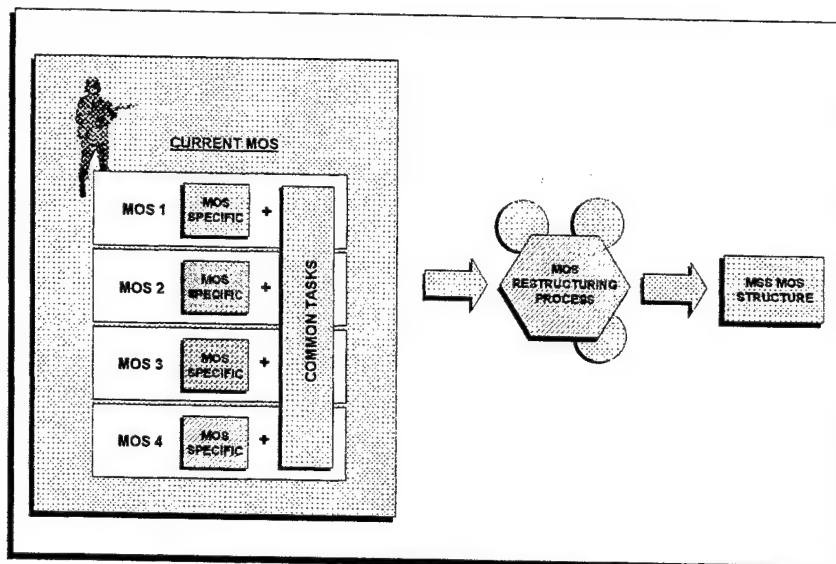 CURRENT MOS
MOS 1
MOS
SPECIFIC
+
MOS 2
MOS
SPECIFIC
+
MOS 3
MOS
SPECIFIC
+
MOS 4
MOS
SPECIFIC
+
COMMON TASKS
MOS
RESTRUCTURING
PROCESS
MSS MOS
STRUCTURE